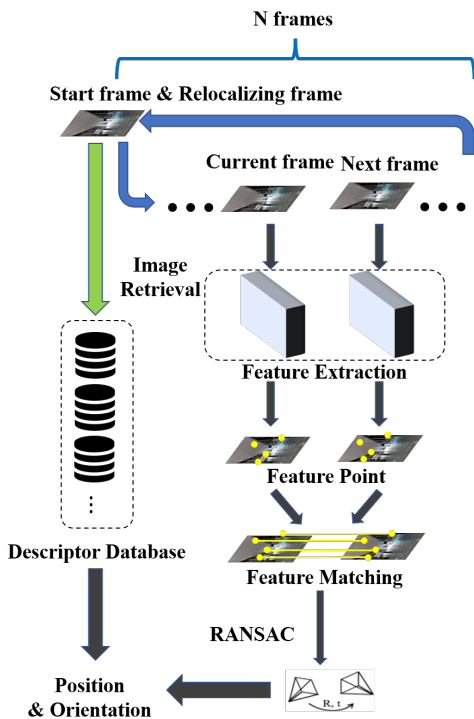 N frames
Start frame & Relocalizing frame
Current frame
Next frame
Image
Retrieval
Feature Extraction
Feature Point
Descriptor Database
Feature Matching
RANSAC
Position
& Orientation
R, t